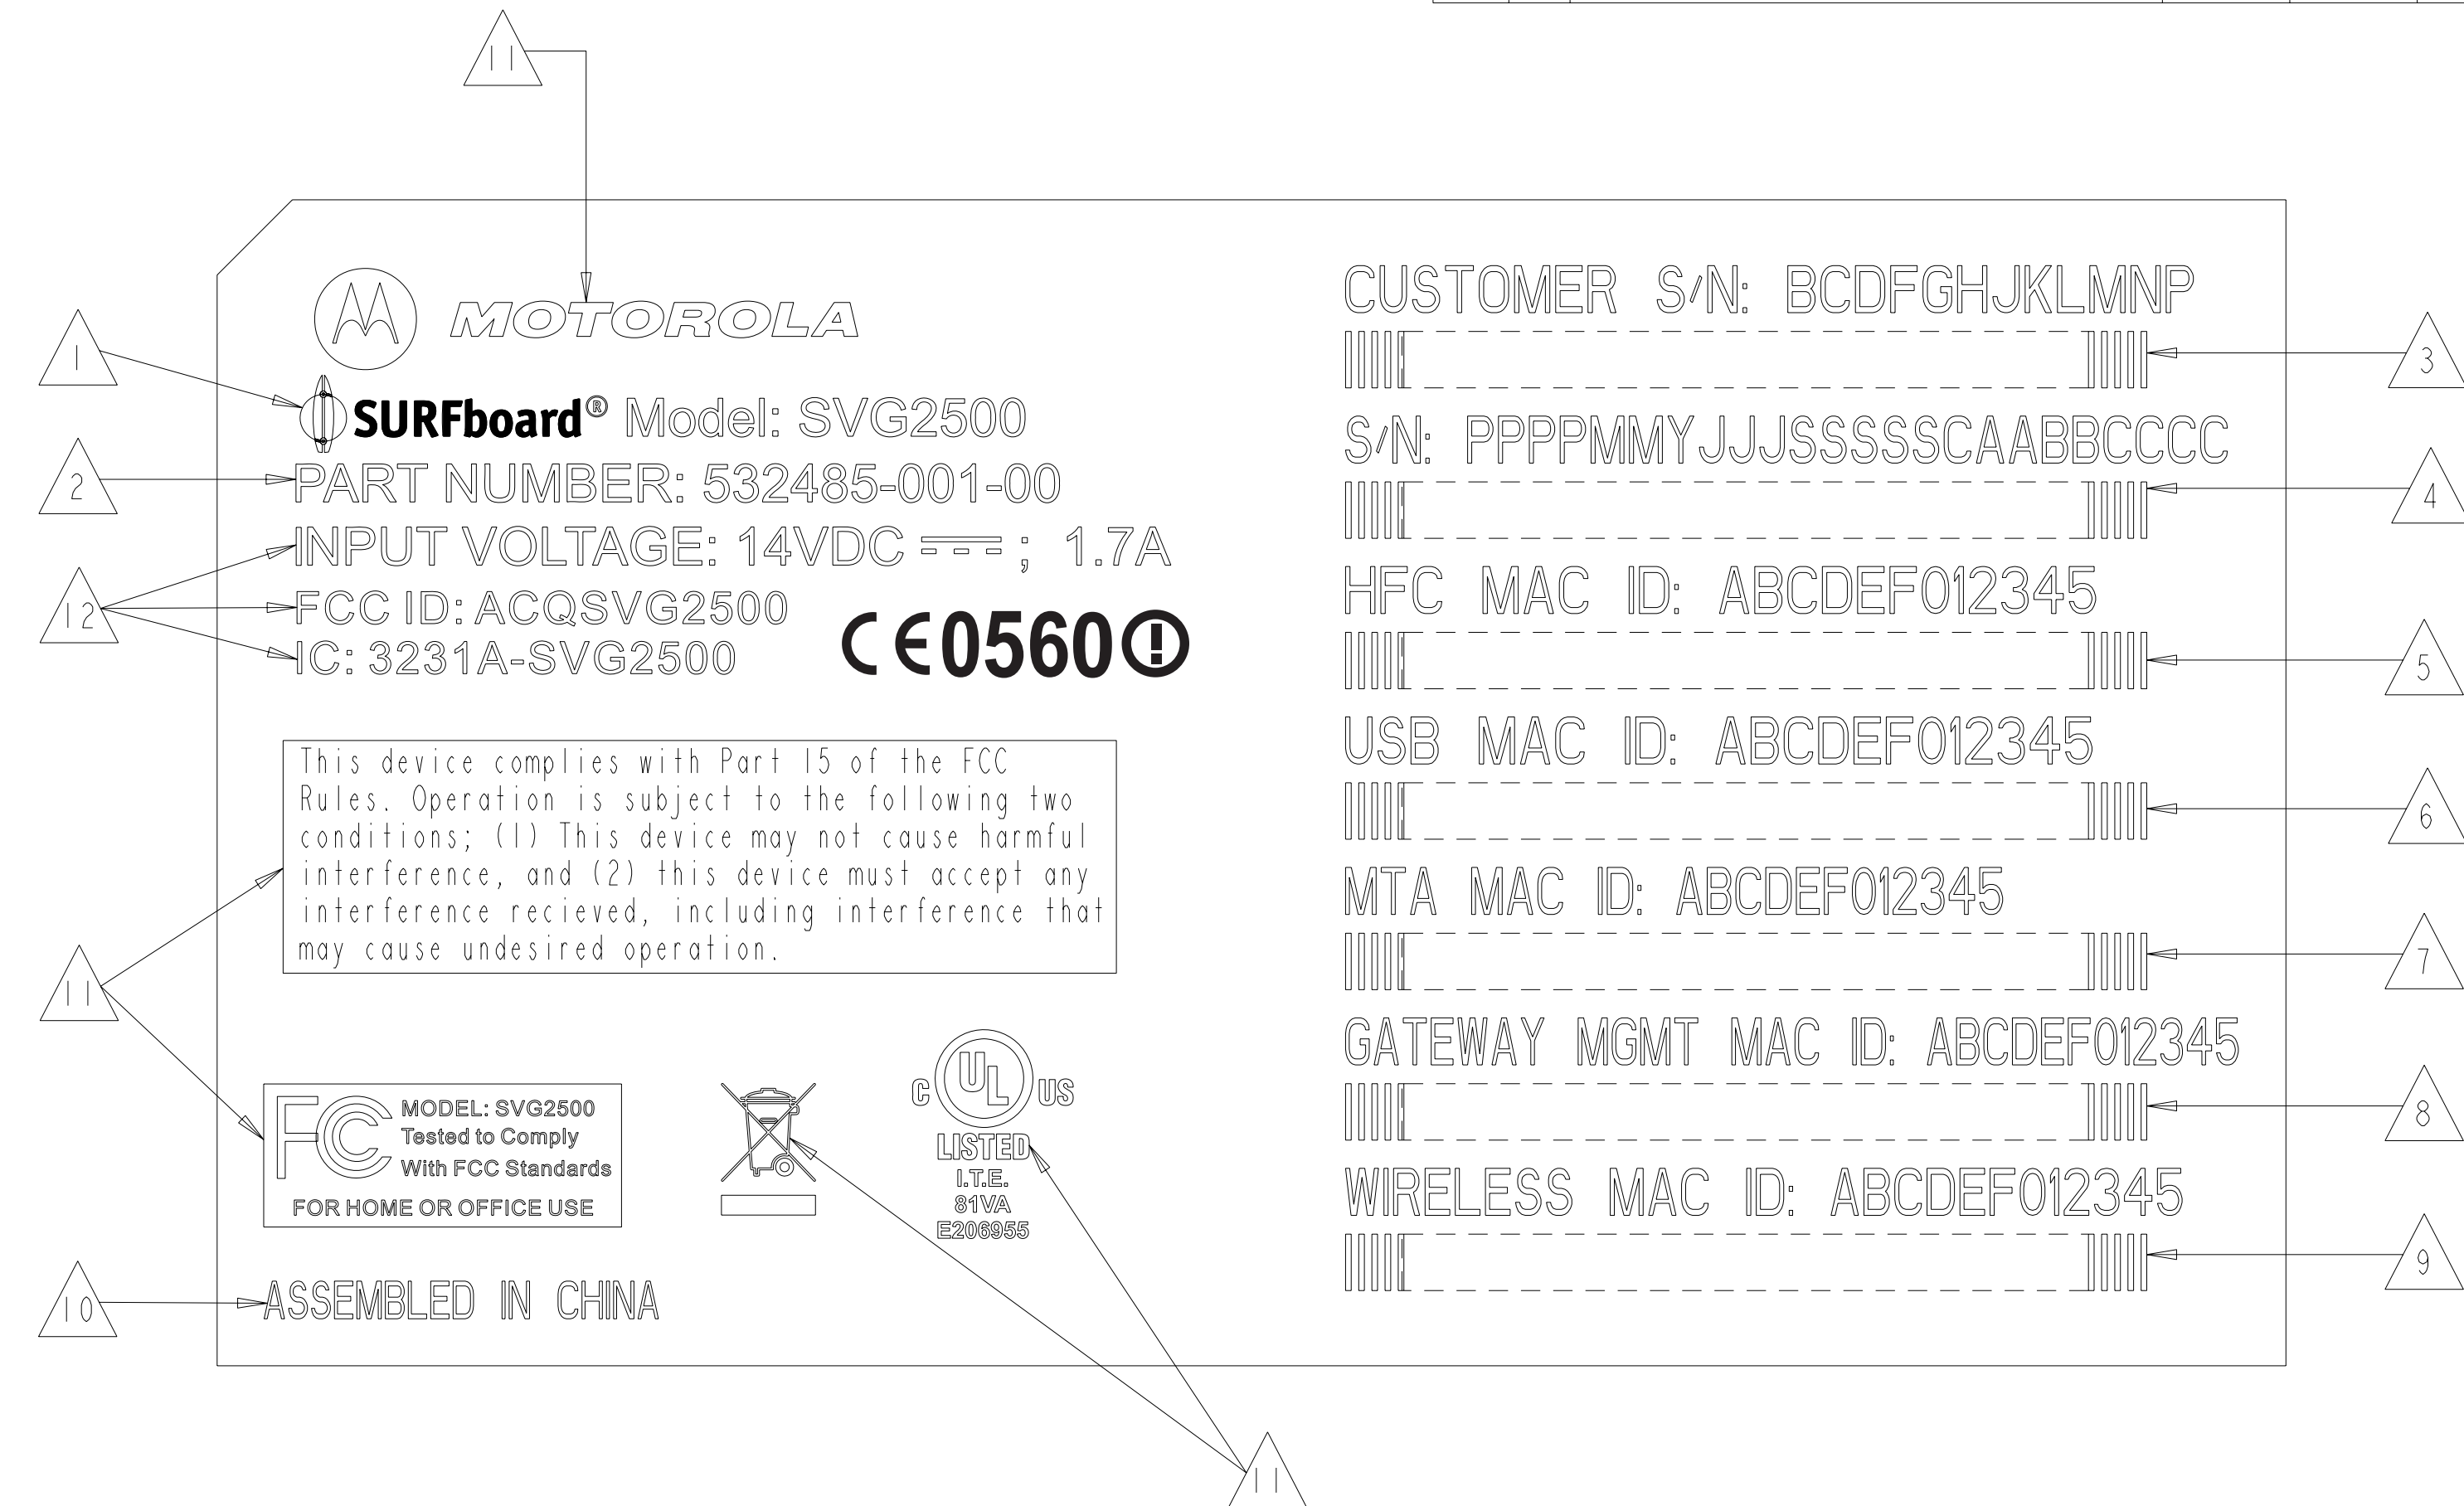 11
MOTOROLA
1
SURFboard® Model: SVG2500
2
PART NUMBER: 532485-001-00
INPUT VOLTAGE: 14VDC ; 1.7A
12
FCC ID: ACQSVG2500
IC: 3231A-SVG2500
CE0560!
This device complies with Part 15 of the FCC
Rules. Operation is subject to the following two
conditions; (1) This device may not cause harmful
interference, and (2) this device must accept any
interference recieved, including interference that
may cause undesired operation.
11
FCC
MODEL: SVG2500
Tested to Comply
With FCC Standards
FOR HOME OR OFFICE USE
C UL US
LISTED
I.T.E.
81VA
E206955
10
ASSEMBLED IN CHINA
11
CUSTOMER S/N: BCDFGHJKLMNP
3
S/N: PPPPMMYJJJSSSSSCAABBCCCC
4
HFC MAC ID: ABCDEF012345
5
USB MAC ID: ABCDEF012345
6
MTA MAC ID: ABCDEF012345
7
GATEWAY MGMT MAC ID: ABCDEF012345
8
WIRELESS MAC ID: ABCDEF012345
9